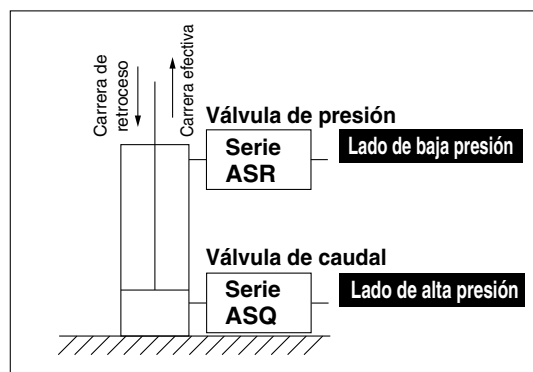 Carrera de
retroceso
Carrera efectiva
Válvula de presión
Serie
ASR
Lado de baja presión
Válvula de caudal
Serie
ASQ
Lado de alta presión